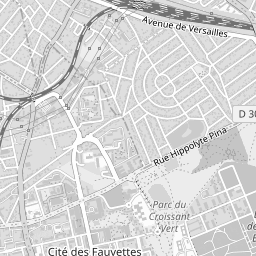 Avenue de Versailles
D 30
Rue Hippolyte Pina
Parc du
Croissant
Vert
Cité des Fauvettes